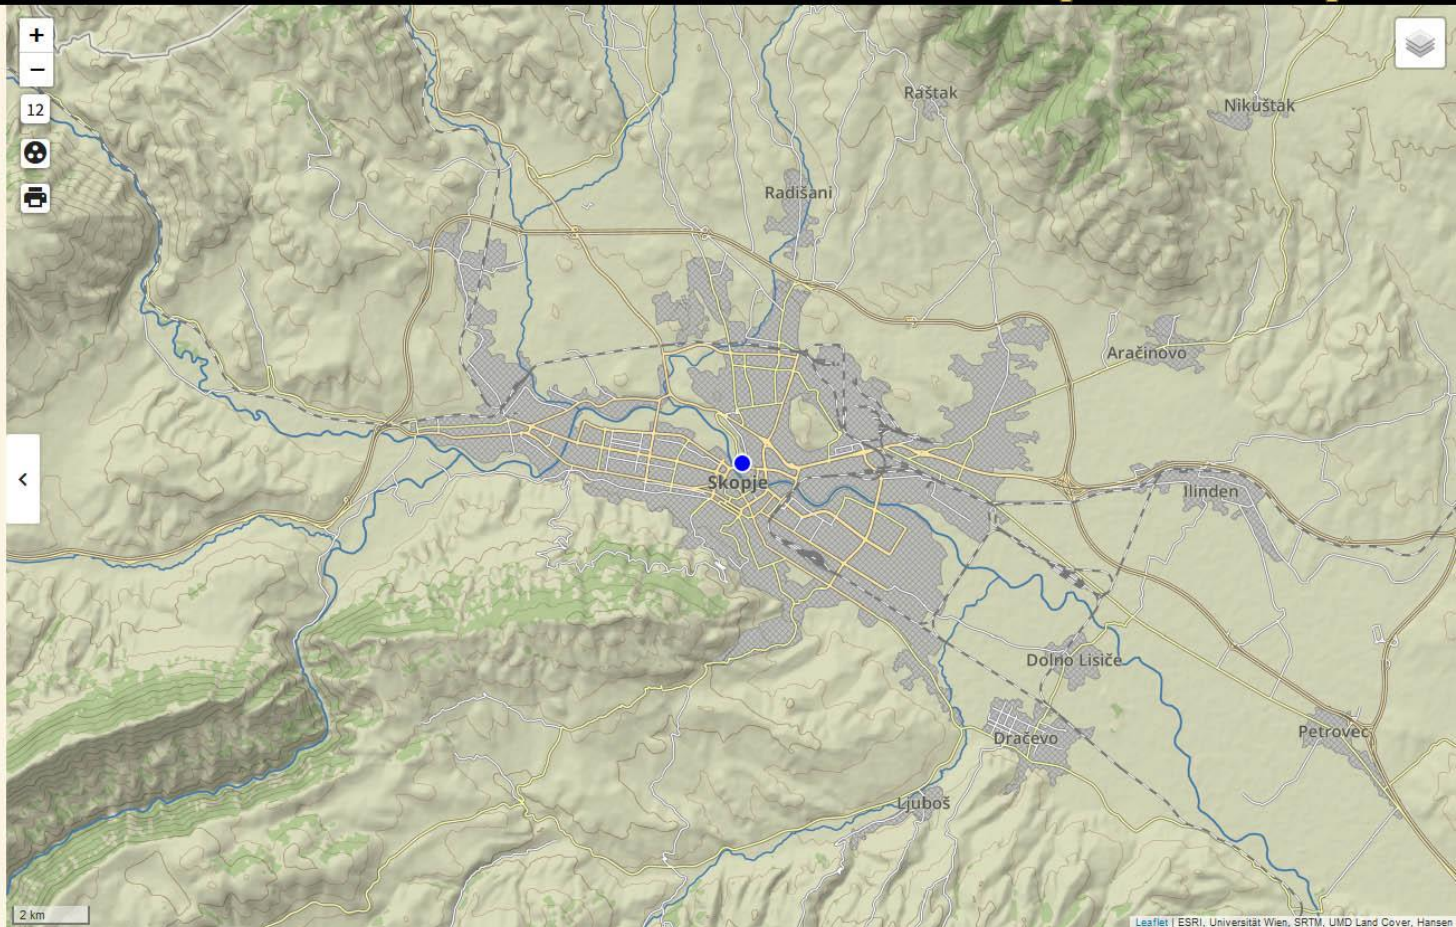 +
−
12
Raštak
Nikuštak
Radišani
Aračinovo
Skopje
Ilinden
Dolno Lisiče
Petrovec
Dračevo
Ljuboš
2 km
Leaflet | ESRI, Universität Wien, SRTM, UMD Land Cover, Hansen